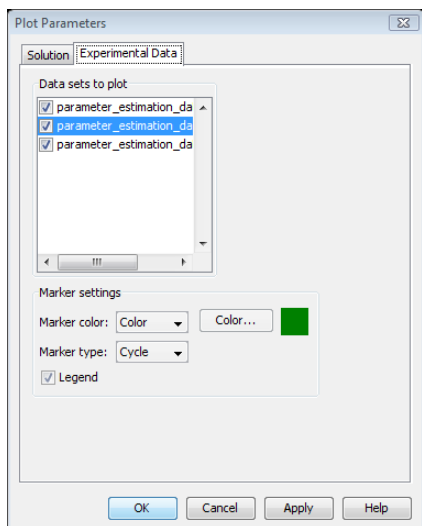 Plot Parameters
Solution Experimental Data
Data sets to plot
parameter_estimation_da
parameter_estimation_da
parameter_estimation_da
Marker settings
Marker color: Color Color...
Marker type: Cycle
Legend
OK Cancel Apply Help